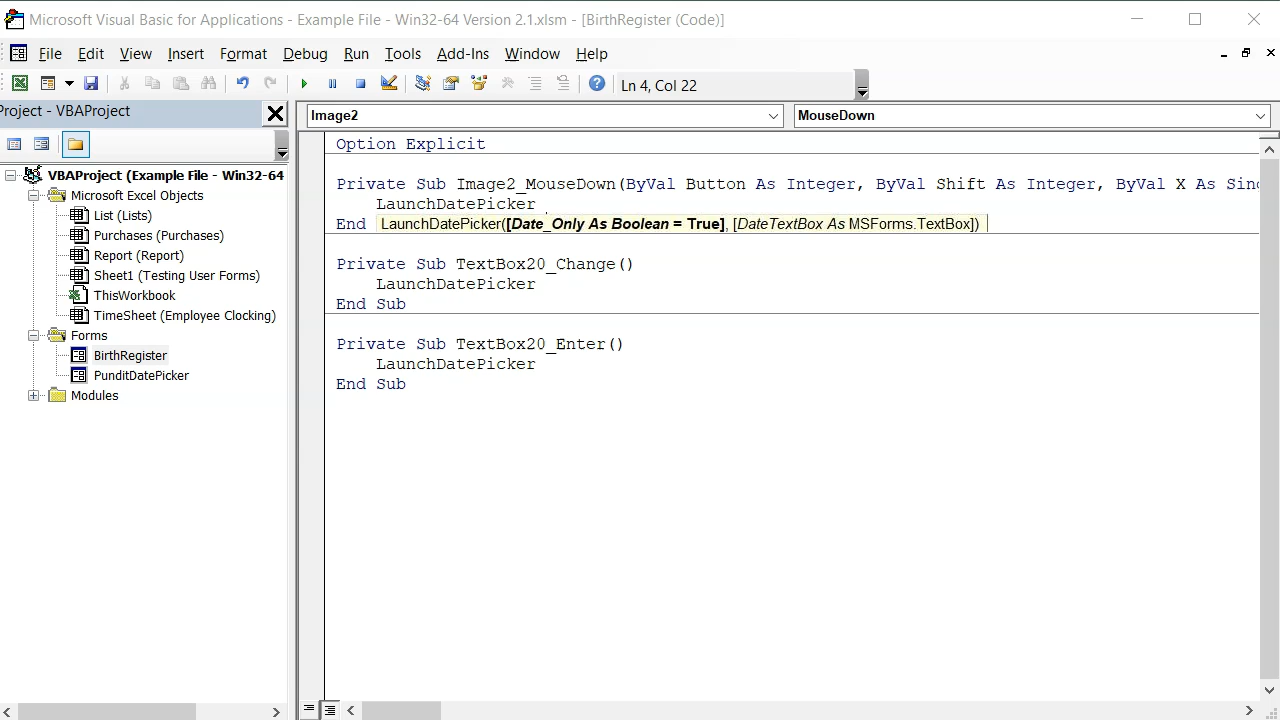 Microsoft Visual Basic for Applications - Example File - Win32-64 Version 2.1.xlsm - [BirthRegister (Code)]
File Edit View Insert Format Debug Run Tools Add-Ins Window Help
Ln 4, Col 22
Project - VBAProject
Image2
MouseDown
VBAProject (Example File - Win32-64
Microsoft Excel Objects
List (Lists)
Purchases (Purchases)
Report (Report)
Sheet1 (Testing User Forms)
ThisWorkbook
TimeSheet (Employee Clocking)
Forms
BirthRegister
PunditDatePicker
Modules
Option Explicit
Private Sub Image2_MouseDown(ByVal Button As Integer, ByVal Shift As Integer, ByVal X As Sing
LaunchDatePicker
End
LaunchDatePicker([Date_Only As Boolean = True], [DateTextBox As MSForms.TextBox])
Private Sub TextBox20_Change()
LaunchDatePicker
End Sub
Private Sub TextBox20_Enter()
LaunchDatePicker
End Sub